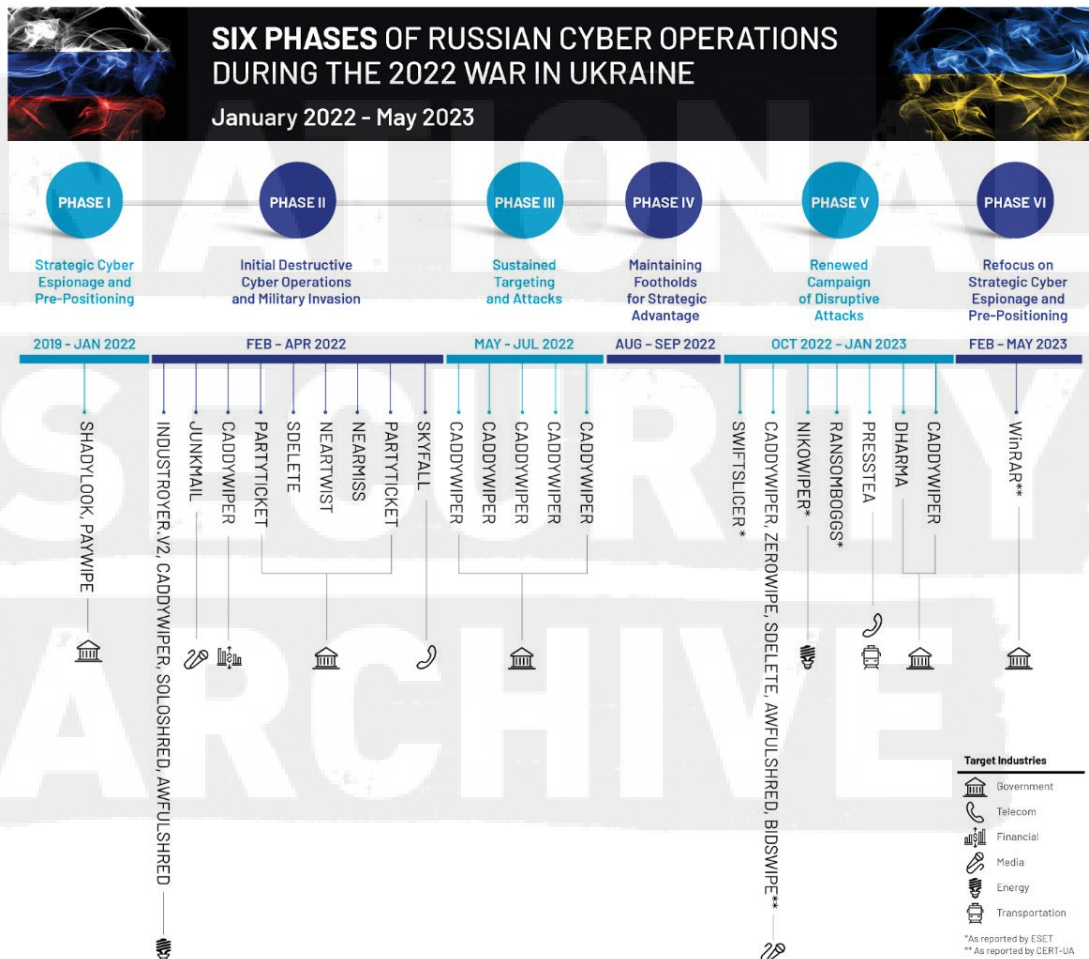 SIX PHASES OF RUSSIAN CYBER OPERATIONS
DURING THE 2022 WAR IN UKRAINE
January 2022 - May 2023
NATIONAL
SECURITY
ARCHIVE
PHASE I
PHASE II
PHASE III
PHASE IV
PHASE V
PHASE VI
Strategic Cyber
Espionage and
Pre-Positioning
Initial Destructive
Cyber Operations
and Military Invasion
Sustained
Targeting
and Attacks
Maintaining
Footholds
for Strategic
Advantage
Renewed
Campaign
of Disruptive
Attacks
Refocus on
Strategic Cyber
Espionage and
Pre-Positioning
2019 - JAN 2022
FEB - APR 2022
MAY - JUL 2022
AUG - SEP 2022
OCT 2022 - JAN 2023
FEB - MAY 2023
SHADYLOOK, PAYWIPE
INDUSTROYER.V2, CADDYWIPER, SOLOSHRED, AWFULSHRED
JUNKMAIL
CADDYWIPER
PARTYTICKET
SDELETE
NEARTWIST
NEARMISS
PARTYTICKET
SKYFALL
CADDYWIPER
CADDYWIPER
CADDYWIPER
CADDYWIPER
CADDYWIPER
SWIFTSLICER*
CADDYWIPER, ZEROWIPE, SDELETE, AWFULSHRED, BIDSWIPE**
NIKOWIPER*
RANSOMBOGGS*
PRESSTEA
DHARMA
CADDYWIPER
WinRAR**
Target Industries
Government
Telecom
Financial
Media
Energy
Transportation
*As reported by ESET
** As reported by CERT-UA